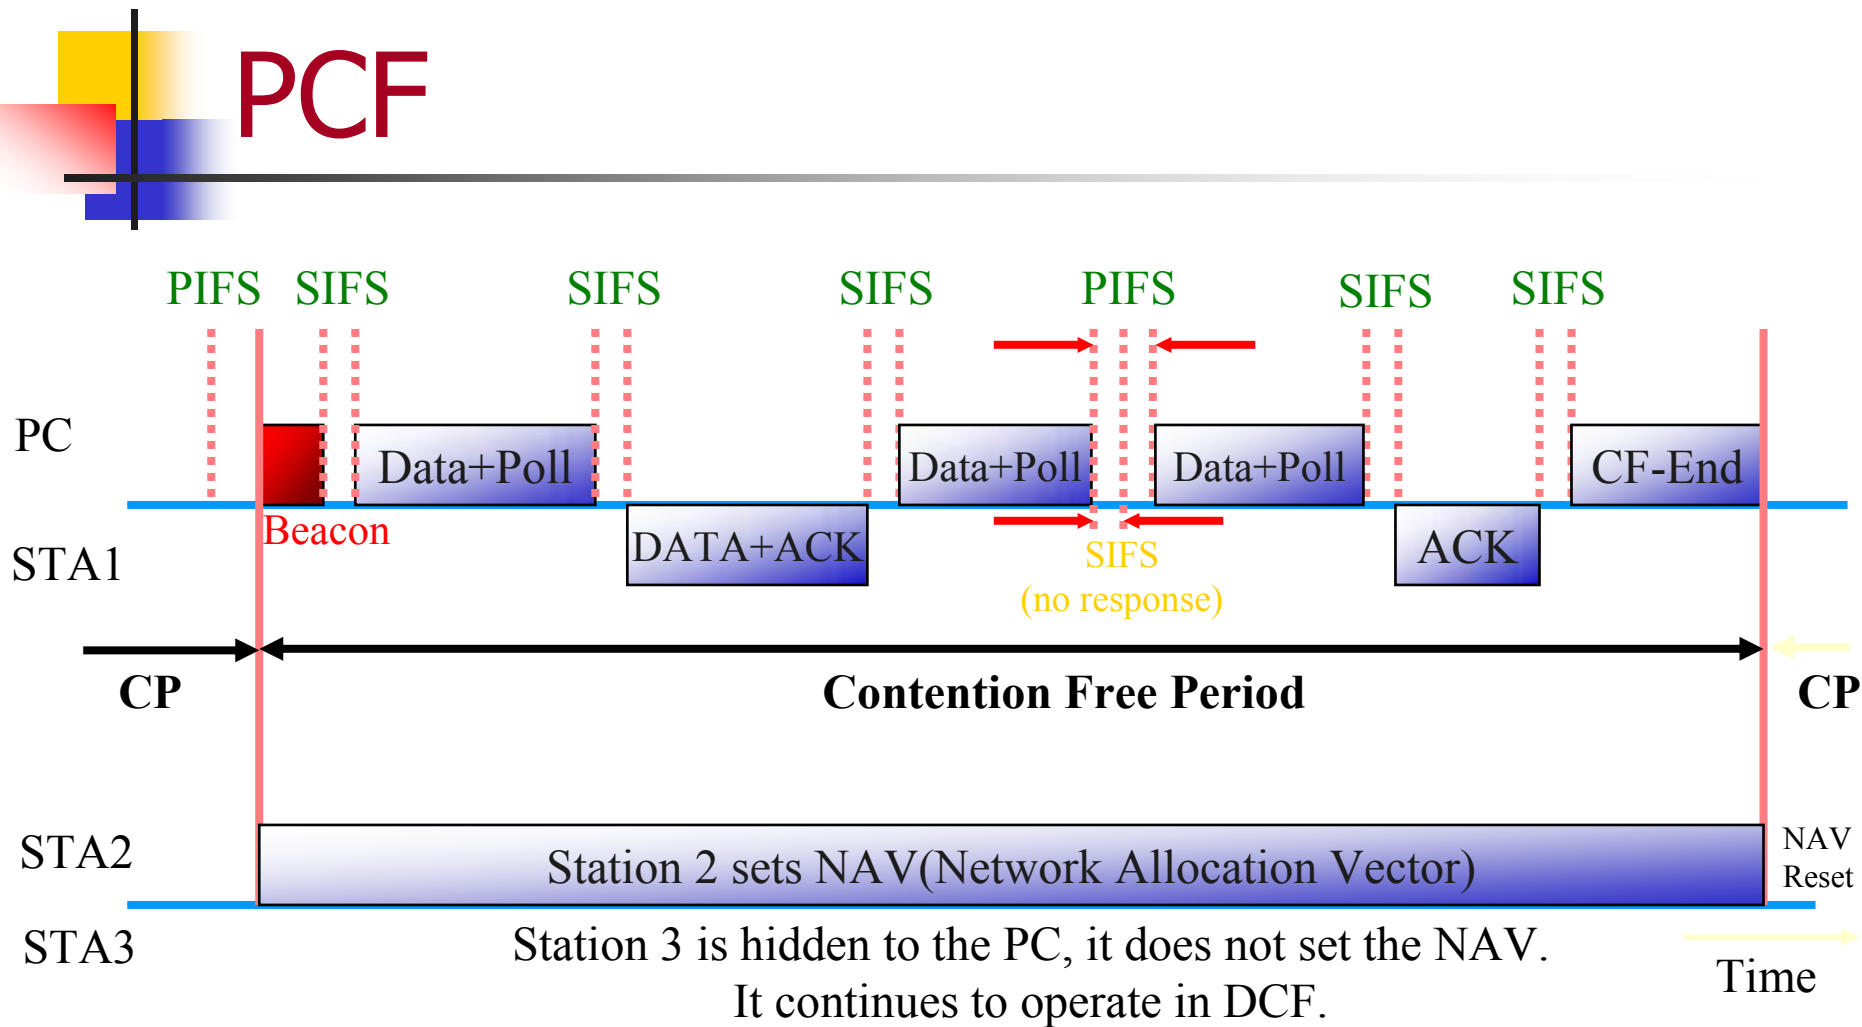 PCF
PIFS SIFS SIFS SIFS PIFS SIFS SIFS
PC
Data+Poll Data+Poll Data+Poll CF-End
Beacon
STA1
DATA+ACK
SIFS
(no response)
ACK
CP Contention Free Period CP
STA2
Station 2 sets NAV(Network Allocation Vector)
NAV
Reset
STA3
Station 3 is hidden to the PC, it does not set the NAV.
It continues to operate in DCF.
Time